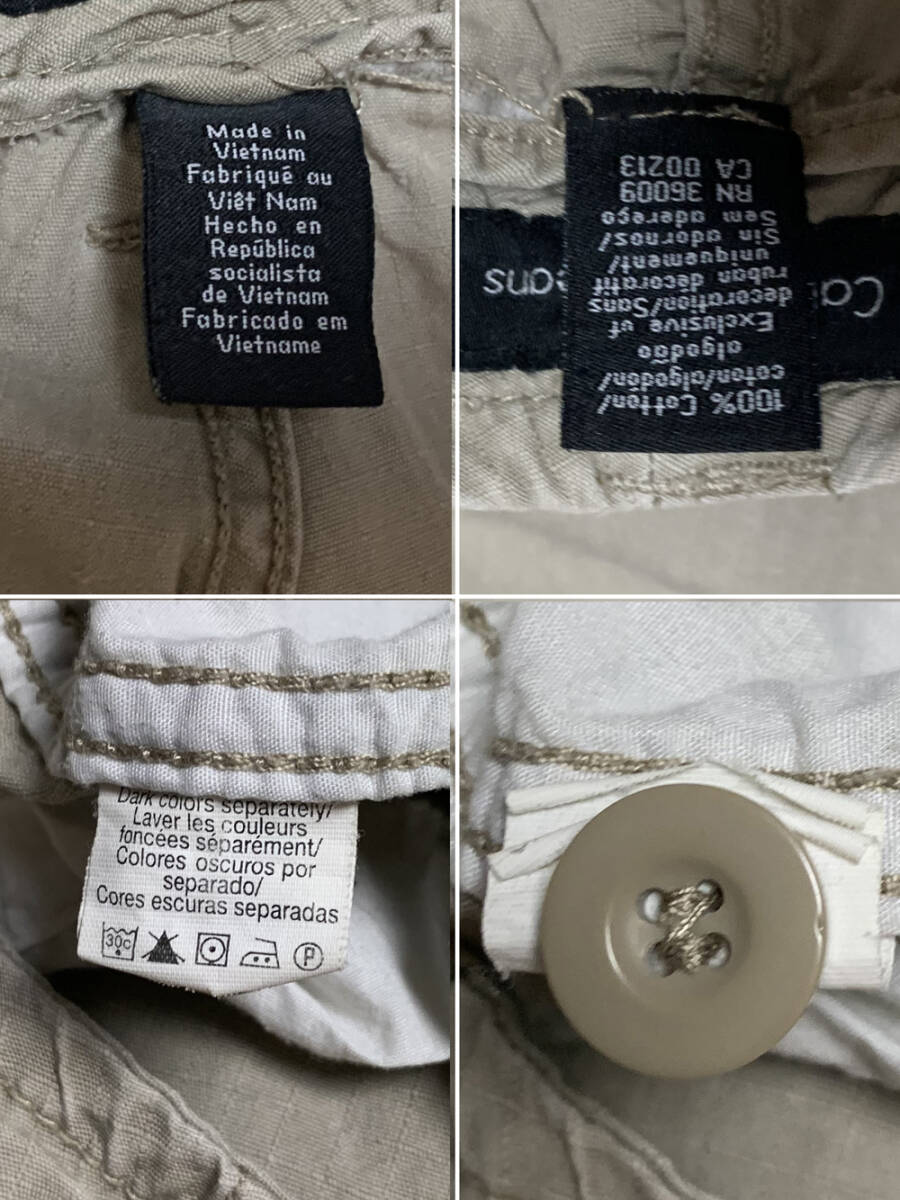 Made in
Vietnam
Fabriqué au
Viêt Nam
Hecho en
República
socialista
de Vietnam
Fabricado em
Vietname
100% Cotton/
coton/algodón/
algodão
Exclusive of
decoration/Sans
ruban décoratif
uniquement/
Sin adornos/
Sem adereço
RN 36009
CA 00213
Dark colors separately/
Laver les couleurs
foncées séparément/
Colores oscuros por
separado/
Cores escuras separadas
30c
P